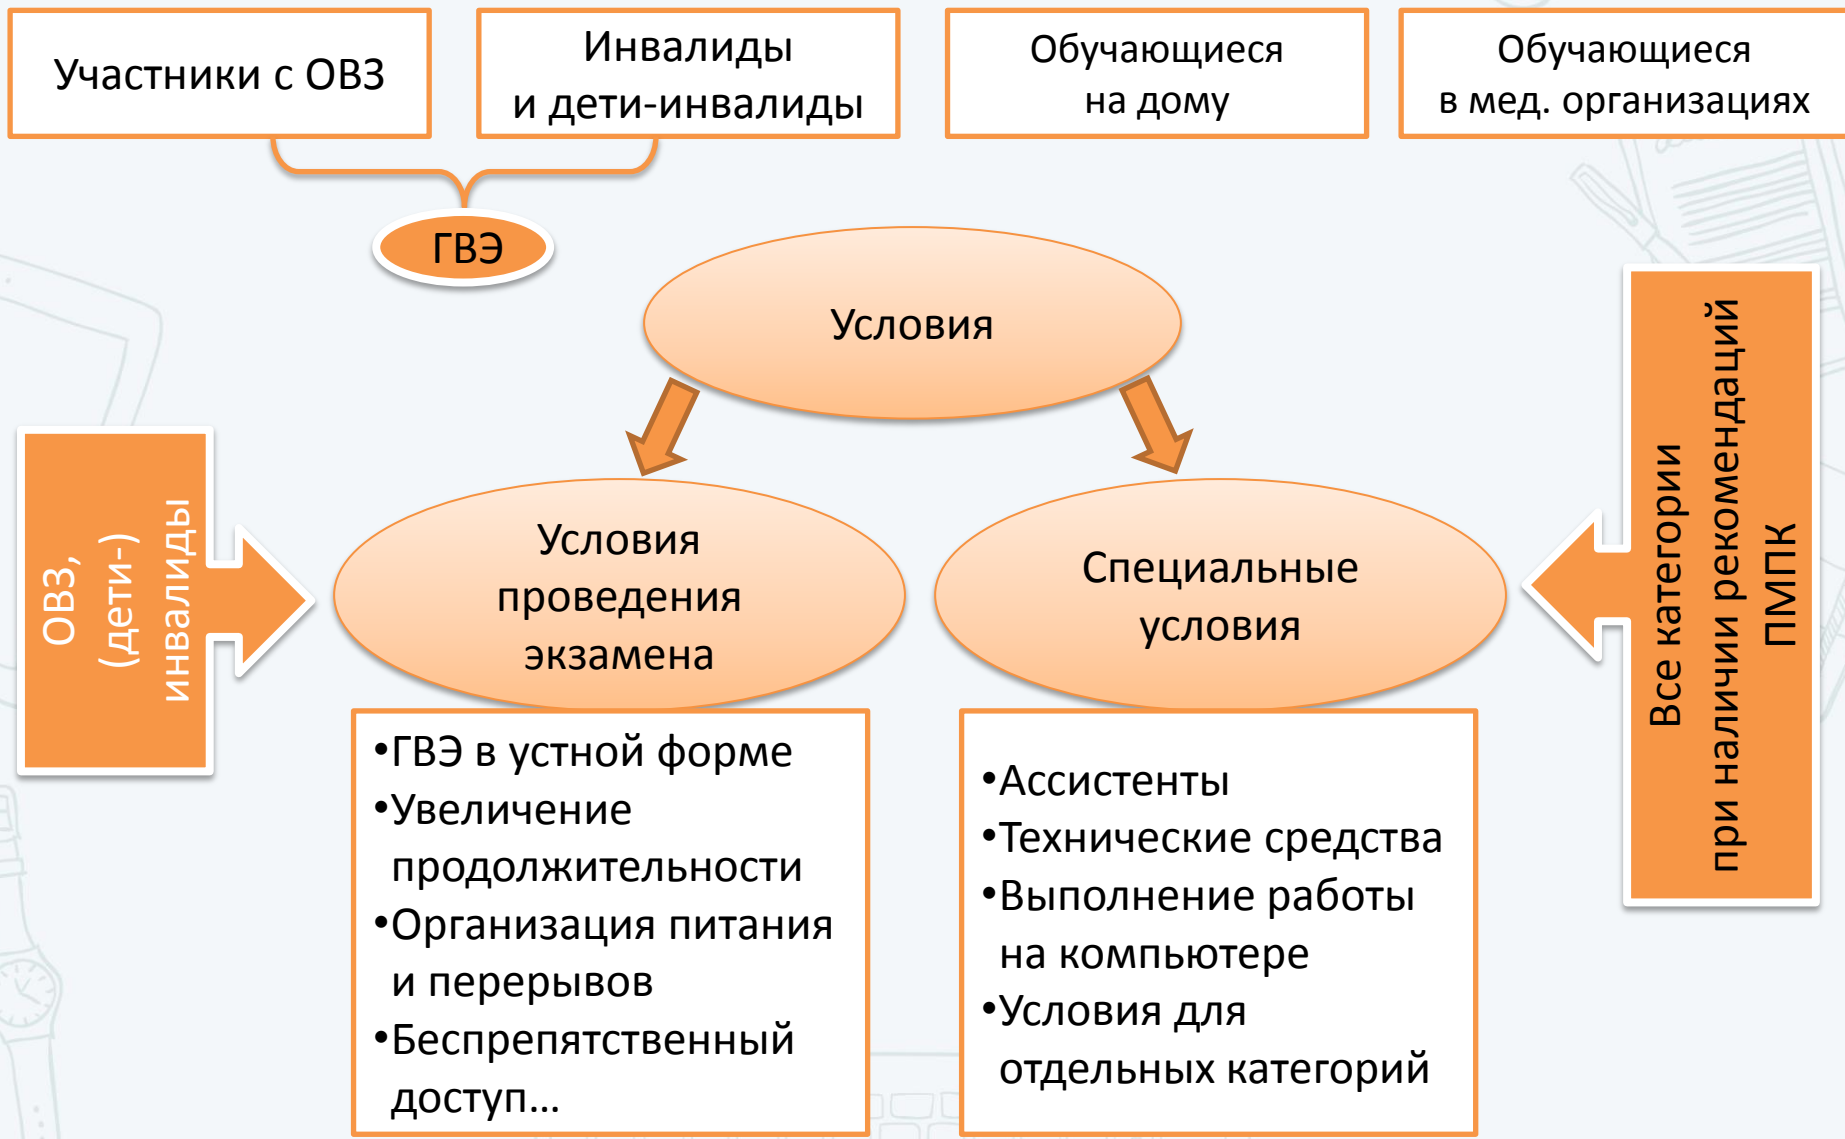 Участники с ОВЗ
Инвалиды
и дети-инвалиды
Обучающиеся
на дому
Обучающиеся
в мед. организациях
ГВЭ
Условия
ОВЗ,
(дети-)
инвалиды
Условия
проведения
экзамена
Специальные
условия
Все категории
при наличии рекомендаций
ПМПК
•ГВЭ в устной форме
•Увеличение
продолжительности
•Организация питания
и перерывов
•Беспрепятственный
доступ...
•Ассистенты
•Технические средства
•Выполнение работы
на компьютере
•Условия для
отдельных категорий